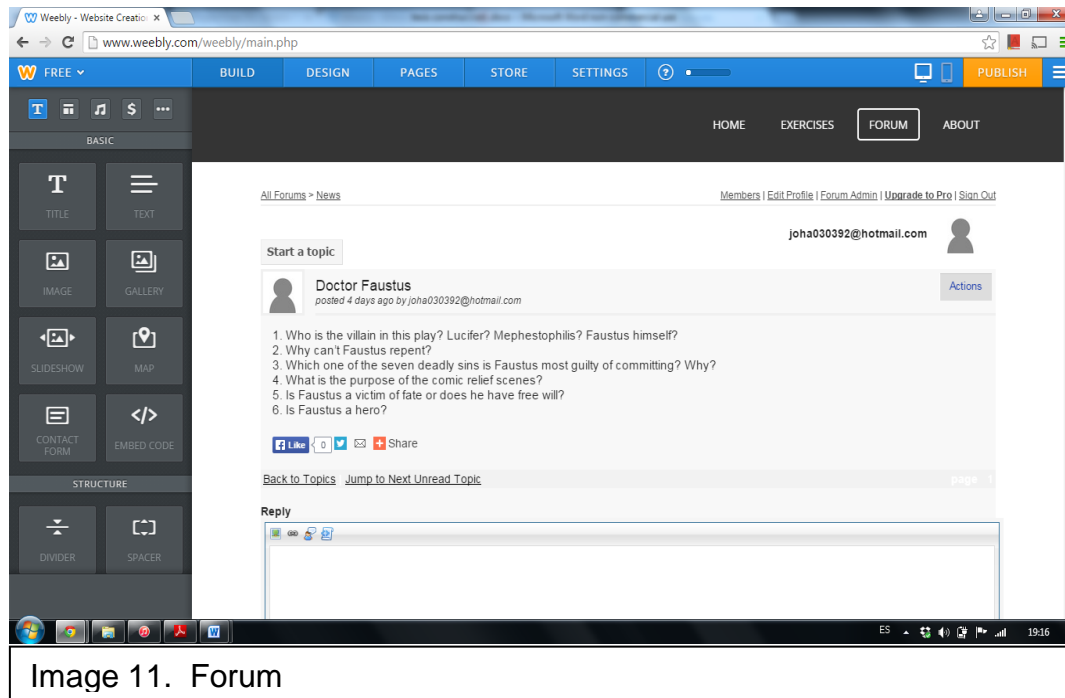 Weebly - Website Creatio
www.weebly.com/weebly/main.php
FREE BUILD DESIGN PAGES STORE SETTINGS ? PUBLISH
T $
BASIC
HOME EXERCISES FORUM ABOUT
T
TITLE TEXT
IMAGE GALLERY
SLIDESHOW MAP
</>
CONTACT FORM EMBED CODE
STRUCTURE
DIVIDER SPACER
All Forums > News Members | Edit Profile | Forum Admin | Upgrade to Pro | Sign Out
joha030392@hotmail.com
Start a topic
Doctor Faustus Actions
posted 4 days ago by joha030392@hotmail.com
1. Who is the villain in this play? Lucifer? Mephestophilis? Faustus himself?
2. Why can't Faustus repent?
3. Which one of the seven deadly sins is Faustus most guilty of committing? Why?
4. What is the purpose of the comic relief scenes?
5. Is Faustus a victim of fate or does he have free will?
6. Is Faustus a hero?
Like 0 Share
Back to Topics Jump to Next Unread Topic page 1
Reply
ES 19:16
Image 11. Forum